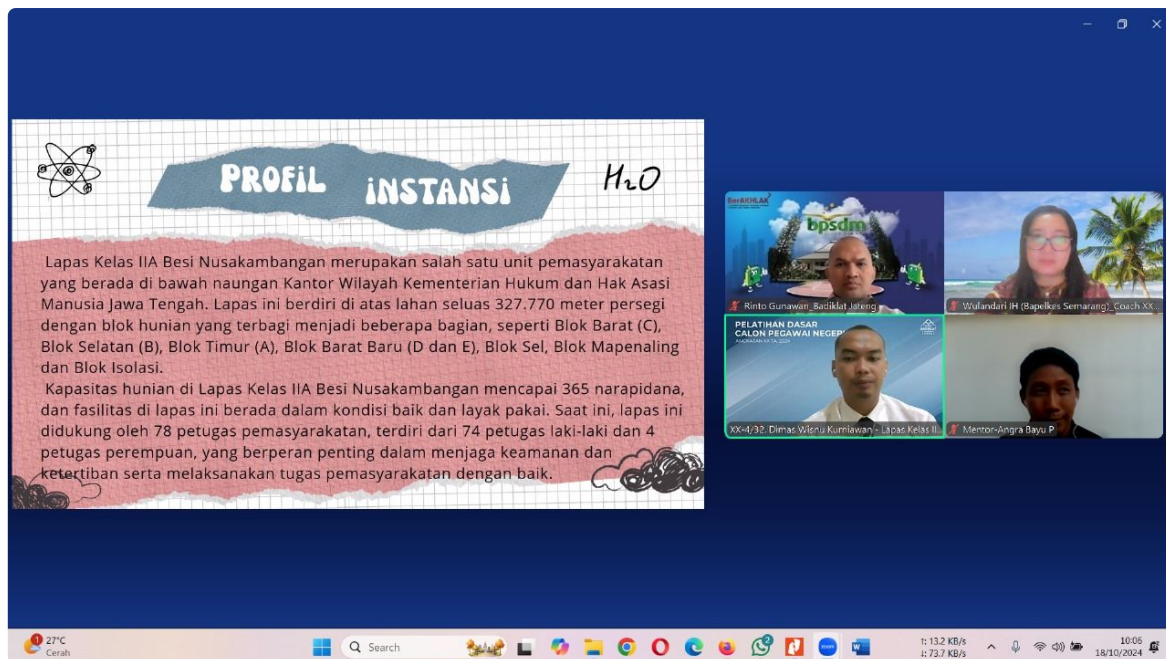 PROFIL INSTANSI
H₂O
Lapas Kelas IIA Besi Nusakambangan merupakan salah satu unit pemasyarakatan
yang berada di bawah naungan Kantor Wilayah Kementerian Hukum dan Hak Asasi
Manusia Jawa Tengah. Lapas ini berdiri di atas lahan seluas 327.770 meter persegi
dengan blok hunian yang terbagi menjadi beberapa bagian, seperti Blok Barat (C),
Blok Selatan (B), Blok Timur (A), Blok Barat Baru (D dan E), Blok Sel, Blok Mapenaling
dan Blok Isolasi.
Kapasitas hunian di Lapas Kelas IIA Besi Nusakambangan mencapai 365 narapidana,
dan fasilitas di lapas ini berada dalam kondisi baik dan layak pakai. Saat ini, lapas ini
didukung oleh 78 petugas pemasyarakatan, terdiri dari 74 petugas laki-laki dan 4
petugas perempuan, yang berperan penting dalam menjaga keamanan dan
ketertiban serta melaksanakan tugas pemasyarakatan dengan baik.
BerAKHLAK
bpsdm
Rinto Gunawan_Badiklat Jateng
Wulandari IH (Bapelkes Semarang)_Coach XX...
PELATIHAN DASAR
CALON PEGAWAI NEGERI
XX-4/32. Dimas Wisnu Kurniawan - Lapas Kelas II...
Mentor-Angra Bayu P
1
27°C
Cerah
Search
2
zoom
13.2 KB/s
73.7 KB/s
10:06
18/10/2024